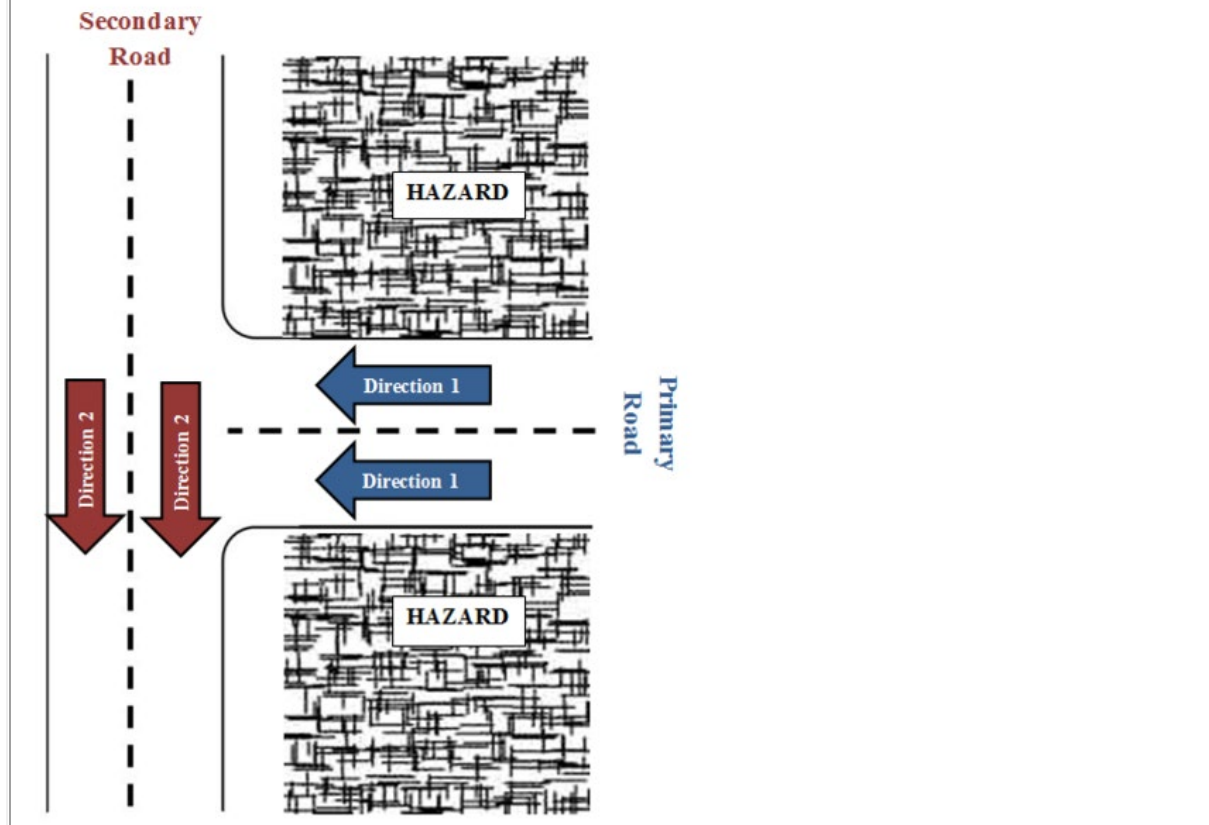 Secondary
Road
HAZARD
Direction 1
Primary
Road
Direction 2
Direction 2
Direction 1
HAZARD